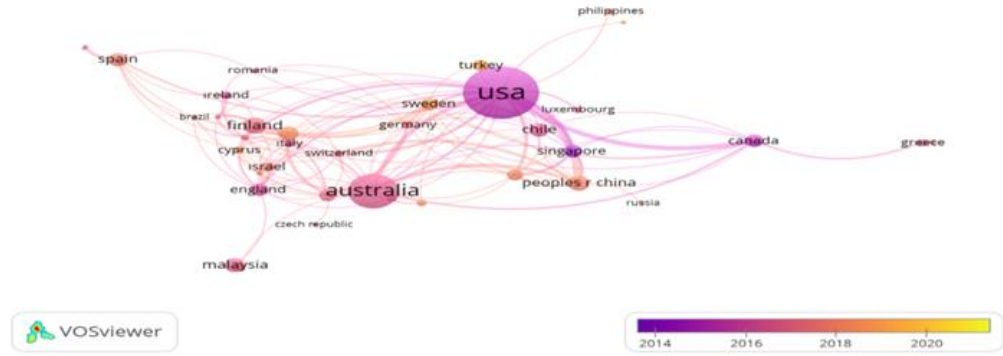 philippines
spain
turkey
romania
usa
ireland
sweden
luxembourg
brazil
finland
germany
chile
italy
canada
greece
cyprus
switzerland
singapore
israel
england
australia
peoples r china
russia
czech republic
malaysia
VOSviewer
2014 2016 2018 2020